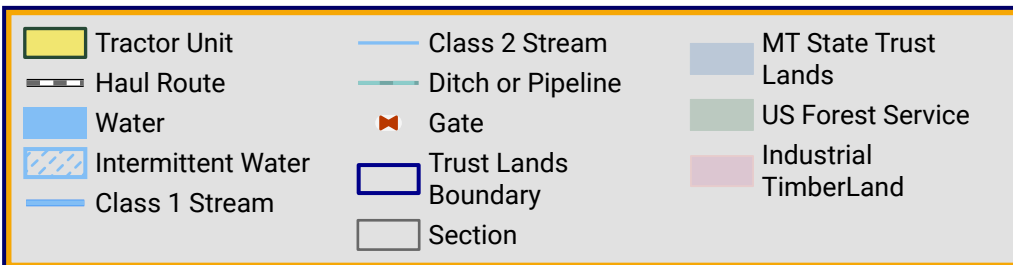 Tractor Unit
Haul Route
Water
Intermittent Water
Class 1 Stream
Class 2 Stream
Ditch or Pipeline
Gate
Trust Lands
Boundary
Section
MT State Trust
Lands
US Forest Service
Industrial
TimberLand